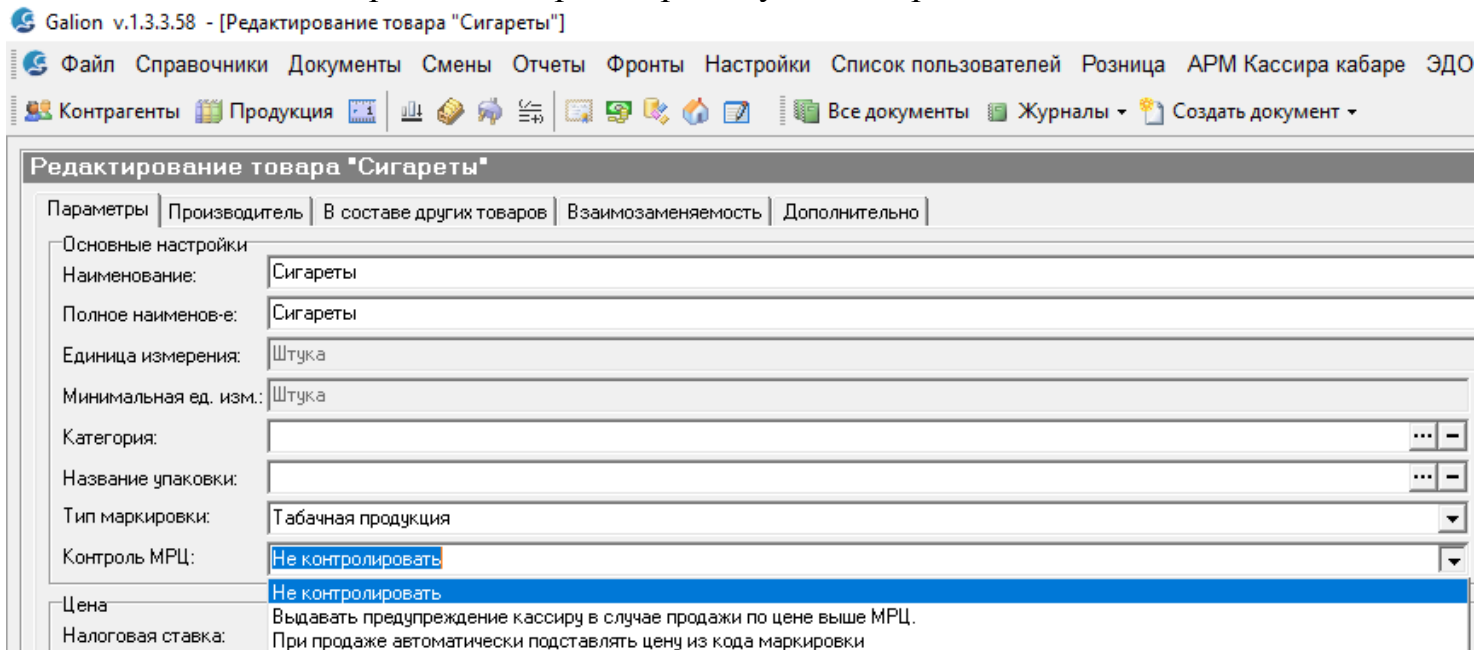 Galion v.1.3.3.58 - [Редактирование товара "Сигареты"]
Файл Справочники Документы Смены Отчеты Фронты Настройки Список пользователей Розница АРМ Кассира кабаре ЭДО
Контрагенты Продукция Все документы Журналы Создать документ
Редактирование товара "Сигареты"
Параметры Производитель В составе других товаров Взаимозаменяемость Дополнительно
Основные настройки
Наименование: Сигареты
Полное наименов-е: Сигареты
Единица измерения: Штука
Минимальная ед. изм.: Штука
Категория:
Название упаковки:
Тип маркировки: Табачная продукция
Контроль МРЦ: Не контролировать
Не контролировать
Цена
Выдавать предупреждение кассиру в случае продажи по цене выше МРЦ.
Налоговая ставка:
При продаже автоматически подставлять цену из кода маркировки